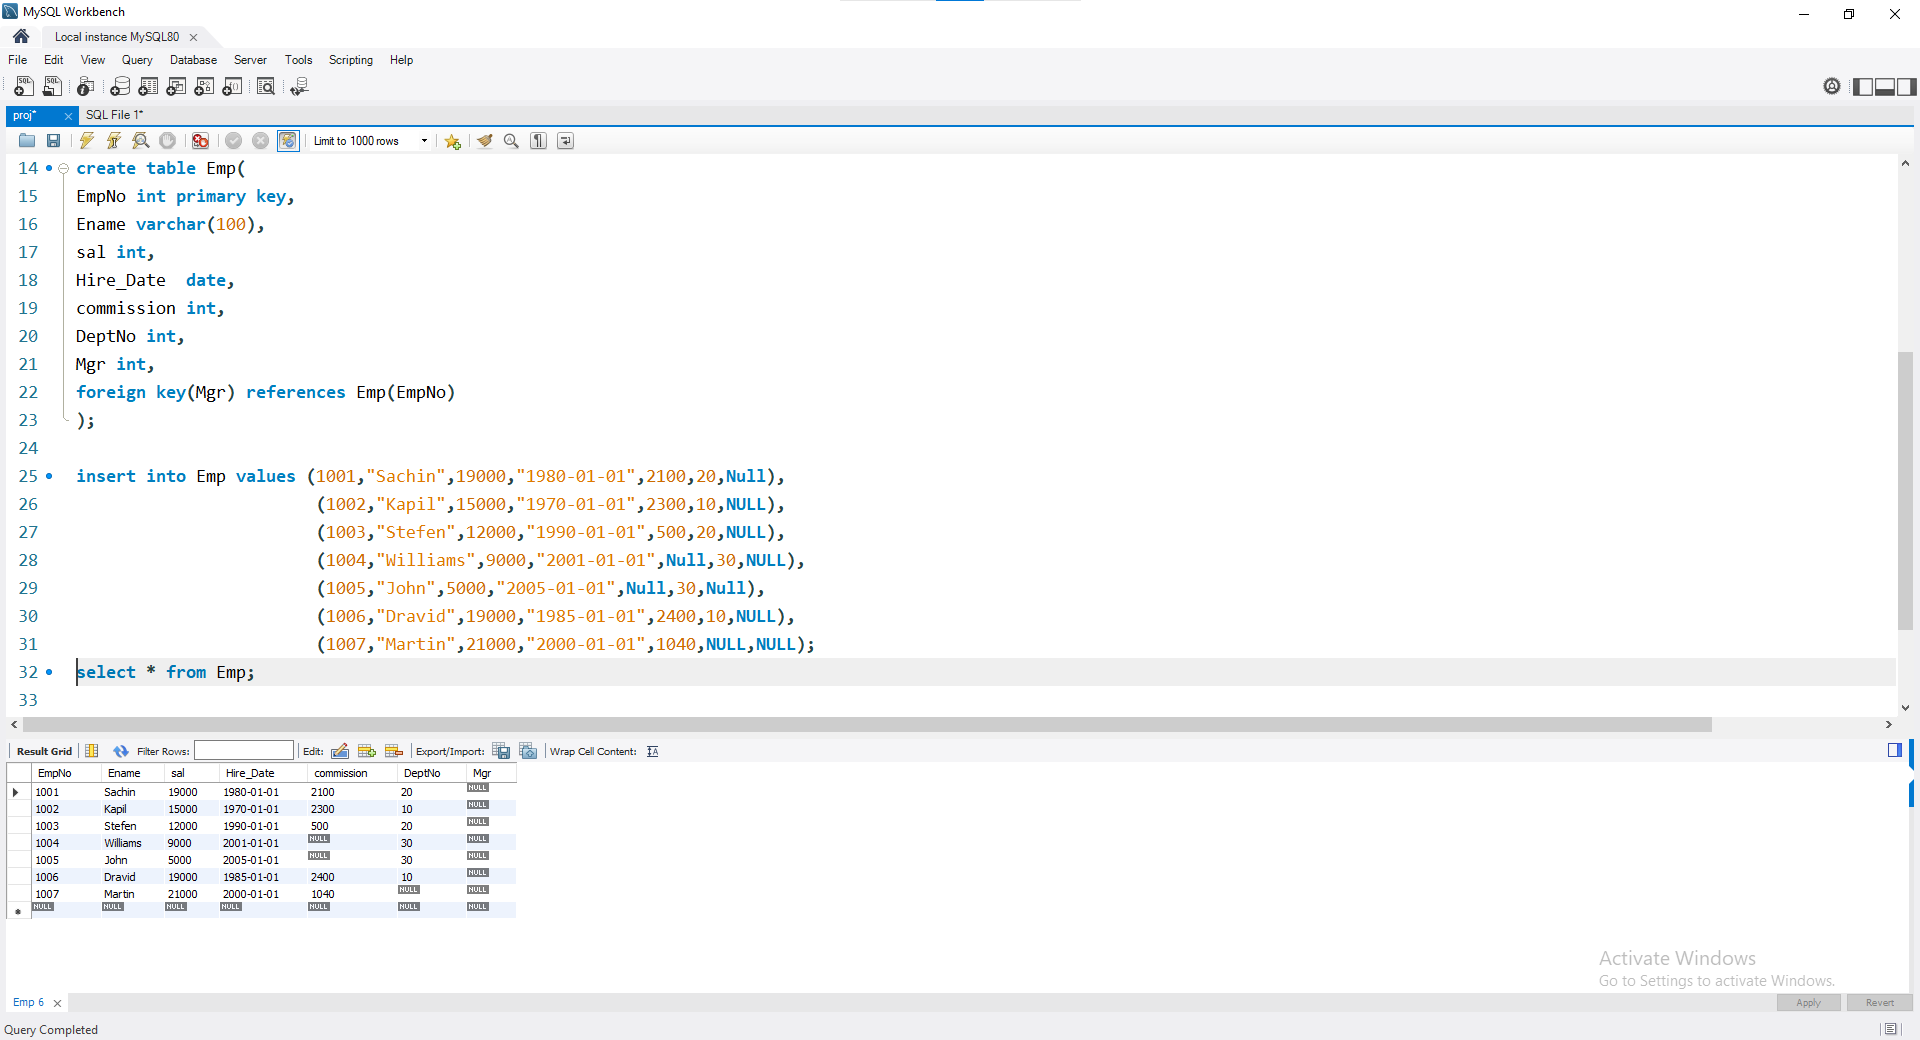 MySQL Workbench
Local instance MySQL80
File Edit View Query Database Server Tools Scripting Help
proj* SQL File 1*
Limit to 1000 rows
14 create table Emp(
15 EmpNo int primary key,
16 Ename varchar(100),
17 sal int,
18 Hire_Date  date,
19 commission int,
20 DeptNo int,
21 Mgr int,
22 foreign key(Mgr) references Emp(EmpNo)
23 );
24
25 insert into Emp values (1001,"Sachin",19000,"1980-01-01",2100,20,Null),
26 (1002,"Kapil",15000,"1970-01-01",2300,10,NULL),
27 (1003,"Stefen",12000,"1990-01-01",500,20,NULL),
28 (1004,"Williams",9000,"2001-01-01",Null,30,NULL),
29 (1005,"John",5000,"2005-01-01",Null,30,Null),
30 (1006,"Dravid",19000,"1985-01-01",2400,10,NULL),
31 (1007,"Martin",21000,"2000-01-01",1040,NULL,NULL);
32 select * from Emp;
33
Result Grid Filter Rows: Edit: Export/Import: Wrap Cell Content:
EmpNo Ename sal Hire_Date commission DeptNo Mgr
1001 Sachin 19000 1980-01-01 2100 20 NULL
1002 Kapil 15000 1970-01-01 2300 10 NULL
1003 Stefen 12000 1990-01-01 500 20 NULL
1004 Williams 9000 2001-01-01 NULL 30 NULL
1005 John 5000 2005-01-01 NULL 30 NULL
1006 Dravid 19000 1985-01-01 2400 10 NULL
1007 Martin 21000 2000-01-01 1040 NULL NULL
NULL NULL NULL NULL NULL NULL NULL
Activate Windows
Go to Settings to activate Windows.
Emp 6
Apply Revert
Query Completed